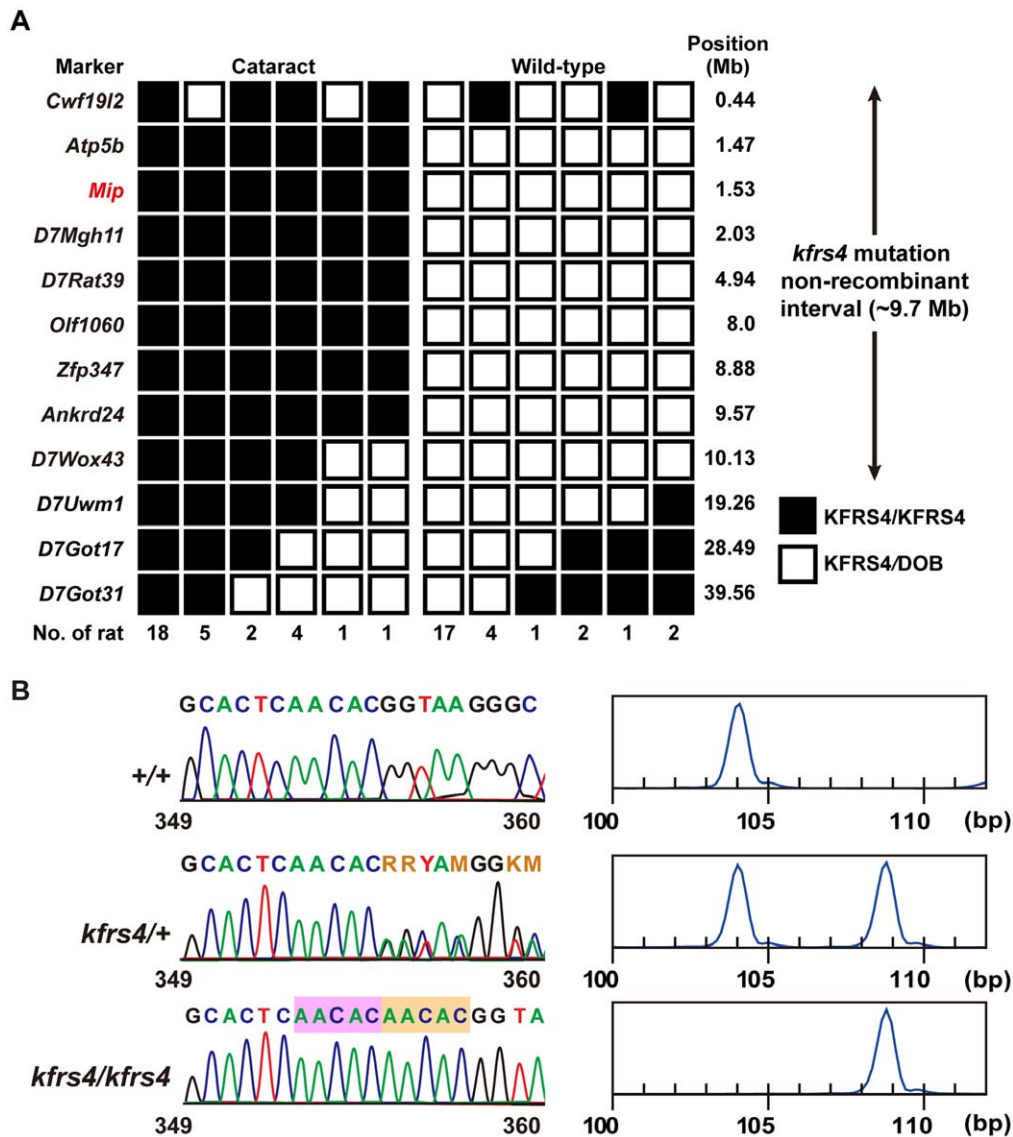 A
Marker Cataract Wild-type Position (Mb)
Cwf19l2 0.44
Atp5b 1.47
Mip 1.53
D7Mgh11 2.03
D7Rat39 4.94
Olf1060 8.0
Zfp347 8.88
Ankrd24 9.57
D7Wox43 10.13
D7Uwm1 19.26
D7Got17 28.49
D7Got31 39.56
No. of rat 18 5 2 4 1 1 17 4 1 2 1 2
kfrs4 mutation
non-recombinant
interval (~9.7 Mb)
KFRS4/KFRS4
KFRS4/DOB
B
GCACTCAACACGGTAAGGGC
+/+
349 360
100 105 110 (bp)
GCACTCAACACRRYAMGGKM
kfrs4/+
349 360
100 105 110 (bp)
GCACTCAACACAACACGGTA
kfrs4/kfrs4
349 360
100 105 110 (bp)